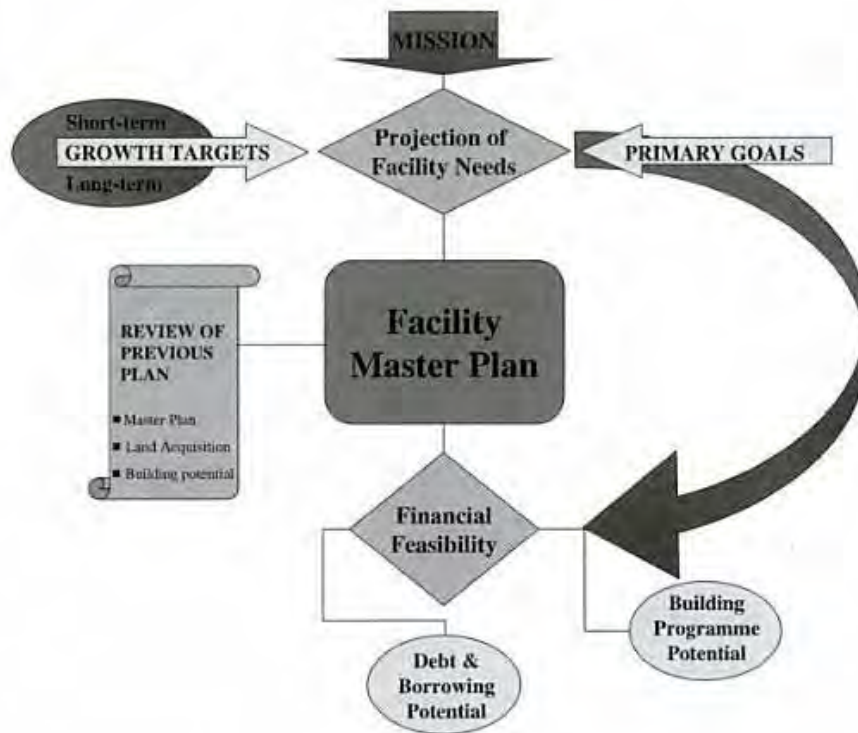 MISSION
Short-term
GROWTH TARGETS
Long-term
Projection of
Facility Needs
PRIMARY GOALS
REVIEW OF
PREVIOUS
PLAN
■ Master Plan
■ Land Acquisition
■ Building potential
Facility
Master Plan
Financial
Feasibility
Building
Programme
Potential
Debt &
Borrowing
Potential